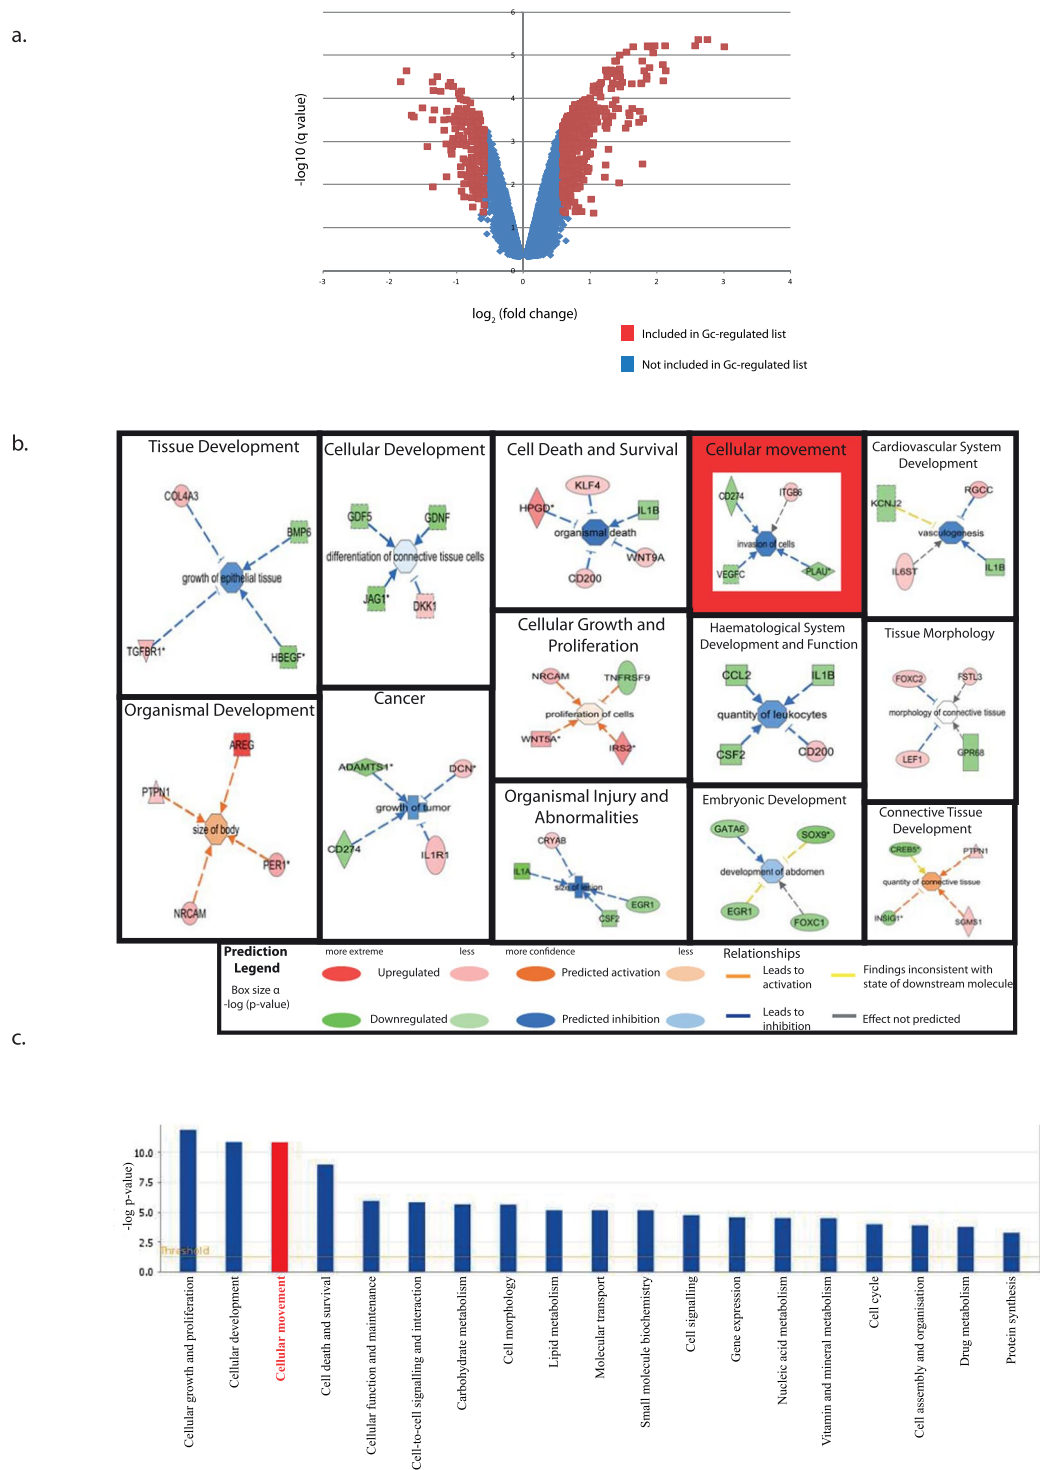 a.
6
5
4
3
2
1
0
-log10 (q value)
-3
-2
-1
0
1
2
3
4
log2 (fold change)
Included in Gc-regulated list
Not included in Gc-regulated list
b.
Tissue Development
COL4A3
BMP6
growth of epithelial tissue
TGFBR1*
HBEGF*
Cellular Development
GDF5
GDNF
differentiation of connective tissue cells
JAG1*
DKK1
Cell Death and Survival
KLF4
HPGD*
IL1B
organismal death
WNT9A
CD200
Cellular movement
CD274
ITGB6
invasion of cells
VEGFC
PLAU*
Cardiovascular System
Development
KCNJ2
RGCC
vasculogenesis
IL6ST
IL1B
Cellular Growth and
Proliferation
NRCAM
TNFRSF9
proliferation of cells
WNT5A*
IRS2*
Haematological System
Development and Function
CCL2
IL1B
quantity of leukocytes
CSF2
CD200
Tissue Morphology
FOXC2
FSTL3
morphology of connective tissue
LEF1
GPR68
Organismal Development
AREG
PTPN1
size of body
PER1*
NRCAM
Cancer
ADAMTS1*
DCN*
growth of tumor
CD274
IL1R1
Organismal Injury and
Abnormalities
CRYAB
IL1A
size of lesion
EGR1
CSF2
Embryonic Development
GATA6
SOX9*
development of abdomen
EGR1
FOXC1
Connective Tissue
Development
CREB5*
PTPN1
quantity of connective tissue
INSIG1*
SGMS1
Prediction
Legend
Box size α
-log (p-value)
more extreme
less
Upregulated
Downregulated
more confidence
less
Predicted activation
Predicted inhibition
Relationships
Leads to
activation
Findings inconsistent with
state of downstream molecule
Leads to
inhibition
Effect not predicted
c.
-log p-value)
10.0
7.5
5.0
2.5
0.0
Threshold
Cellular growth and proliferation
Cellular development
Cellular movement
Cell death and survival
Cellular function and maintenance
Cell-to-cell signalling and interaction
Carbohydrate metabolism
Cell morphology
Lipid metabolism
Molecular transport
Small molecule biochemistry
Cell signalling
Gene expression
Nucleic acid metabolism
Vitamin and mineral metabolism
Cell cycle
Cell assembly and organisation
Drug metabolism
Protein synthesis